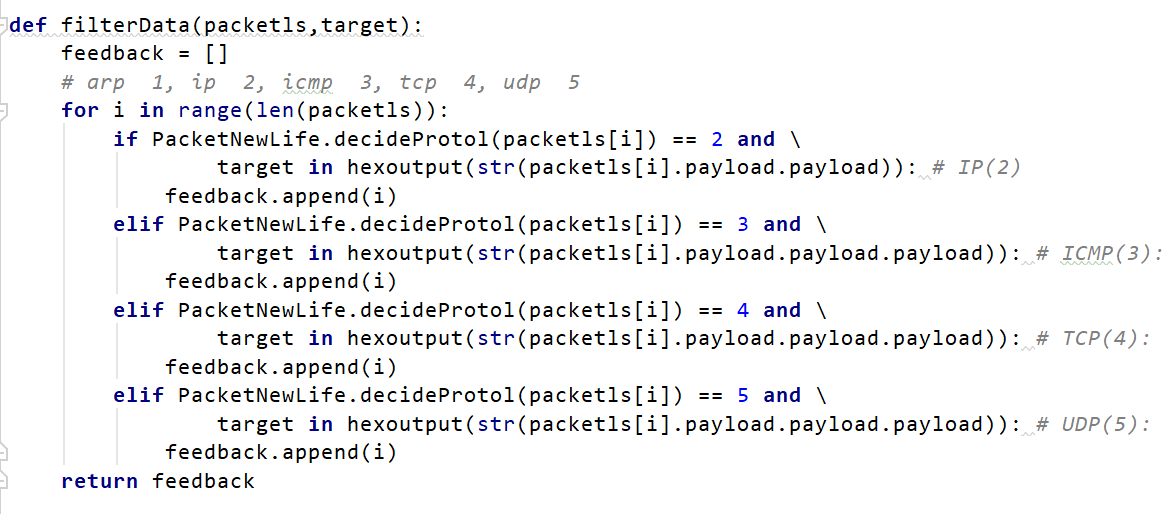 def filterData(packetls,target):
    feedback = []
    # arp  1, ip  2, icmp  3, tcp  4, udp  5
    for i in range(len(packetls)):
        if PacketNewLife.decideProtol(packetls[i]) == 2 and \
                target in hexoutput(str(packetls[i].payload.payload)): # IP(2)
            feedback.append(i)
        elif PacketNewLife.decideProtol(packetls[i]) == 3 and \
                target in hexoutput(str(packetls[i].payload.payload.payload)): # ICMP(3):
            feedback.append(i)
        elif PacketNewLife.decideProtol(packetls[i]) == 4 and \
                target in hexoutput(str(packetls[i].payload.payload.payload)): # TCP(4):
            feedback.append(i)
        elif PacketNewLife.decideProtol(packetls[i]) == 5 and \
                target in hexoutput(str(packetls[i].payload.payload.payload)): # UDP(5):
            feedback.append(i)
    return feedback